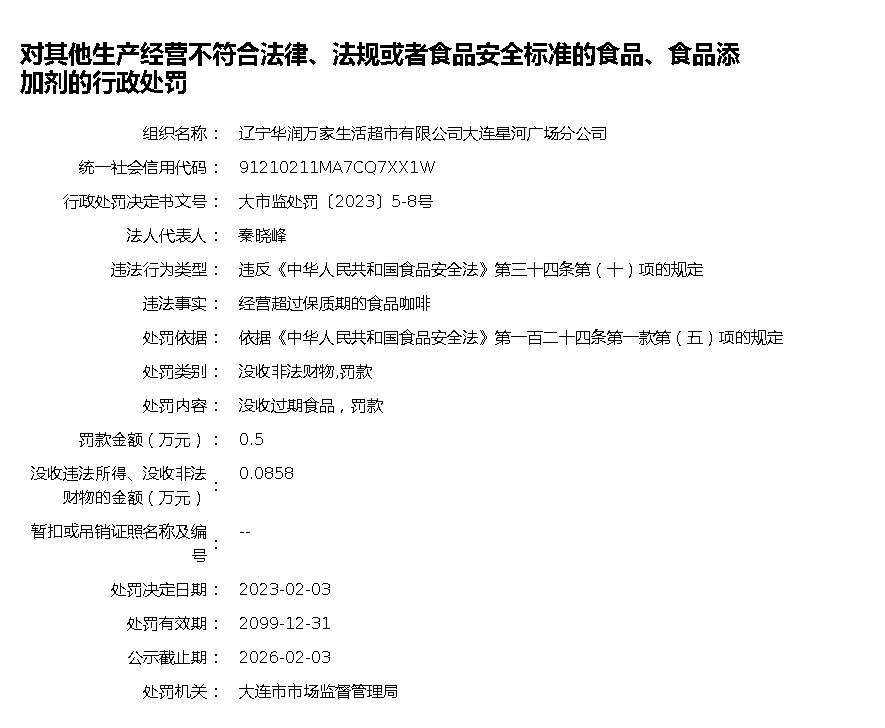 对其他生产经营不符合法律、法规或者食品安全标准的食品、食品添
加剂的行政处罚
组织名称： 辽宁华润万家生活超市有限公司大连星河广场分公司
统一社会信用代码： 91210211MA7CQ7XX1W
行政处罚决定书文号： 大市监处罚〔2023〕5-8号
法人代表人： 秦晓峰
违法行为类型： 违反《中华人民共和国食品安全法》第三十四条第（十）项的规定
违法事实： 经营超过保质期的食品咖啡
处罚依据： 依据《中华人民共和国食品安全法》第一百二十四条第一款第（五）项的规定
处罚类别： 没收非法财物,罚款
处罚内容： 没收过期食品，罚款
罚款金额（万元）： 0.5
没收违法所得、没收非法
财物的金额（万元）： 0.0858
暂扣或吊销证照名称及编
号： --
处罚决定日期： 2023-02-03
处罚有效期： 2099-12-31
公示截止期： 2026-02-03
处罚机关： 大连市市场监督管理局